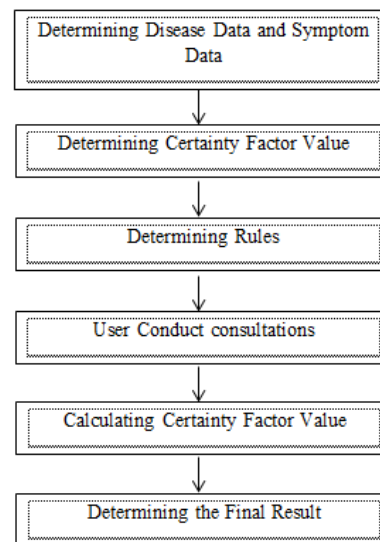 Determining Disease Data and Symptom
Data
Determining Certainty Factor Value
Determining Rules
User Conduct consultations
Calculating Certainty Factor Value
Determining the Final Result